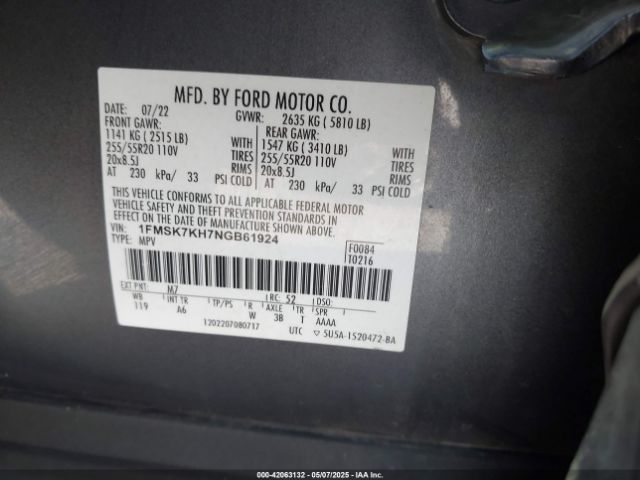 MFD. BY FORD MOTOR CO.
DATE: 07/22 GVWR: 2635 KG ( 5810 LB)
FRONT GAWR: REAR GAWR:
1141 KG ( 2515 LB) WITH 1547 KG ( 3410 LB) WITH
255/55R20 110V TIRES 255/55R20 110V TIRES
20x8.5J RIMS 20x8.5J RIMS
AT 230 kPa/ 33 PSI COLD AT 230 kPa/ 33 PSI COLD
THIS VEHICLE CONFORMS TO ALL APPLICABLE FEDERAL MOTOR
VEHICLE SAFETY AND THEFT PREVENTION STANDARDS IN
EFFECT ON THE DATE OF MANUFACTURE SHOWN ABOVE.
VIN: 1FMSK7KH7NGB61924
TYPE: MPV F0084
T0216
EXT PNT: M7 RC: 52 DSO:
WB INT TR TP/PS R AXLE TR SPR
119 A6 W 3B T AAAA
1202207080717 UTC ▽ 5U5A-1520472-BA
000-42063132 - 05/07/2025 - IAAI Inc.